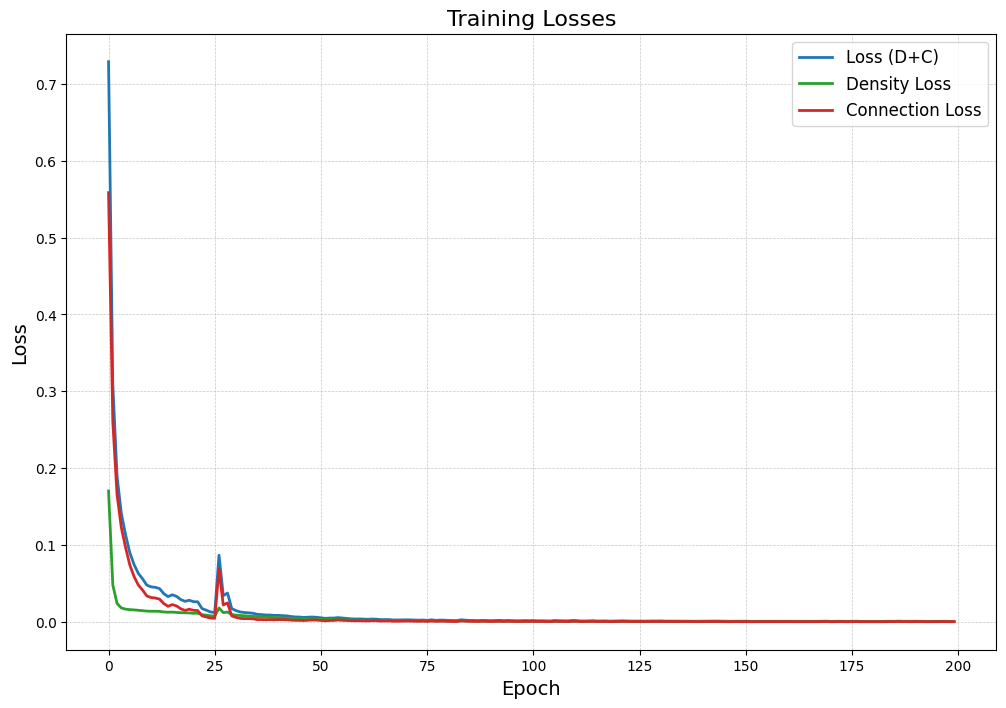 Training Losses
Loss (D+C)
Density Loss
Connection Loss
Loss
0.7
0.6
0.5
0.4
0.3
0.2
0.1
0.0
0 25 50 75 100 125 150 175 200
Epoch